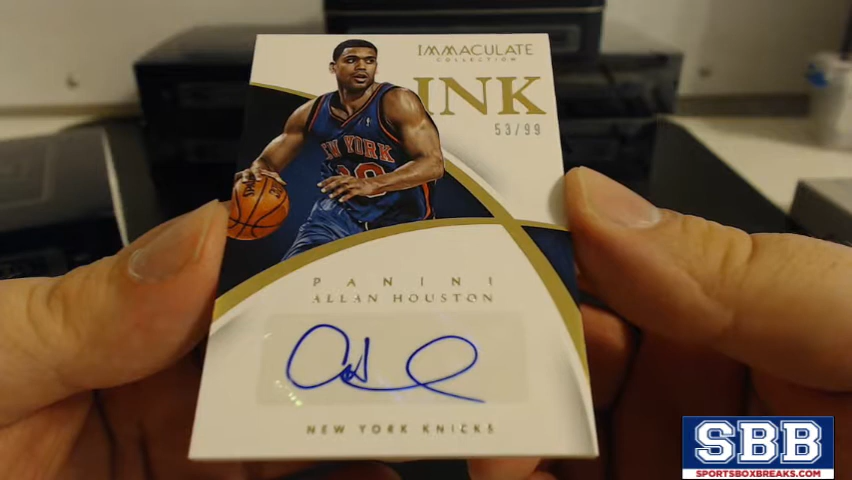 IMMACULATE
COLLECTION
INK
53/99
NEW YORK
PANINI
ALLAN HOUSTON
NEW YORK KNICKS
SBB
SPORTSBOXBREAKS.COM